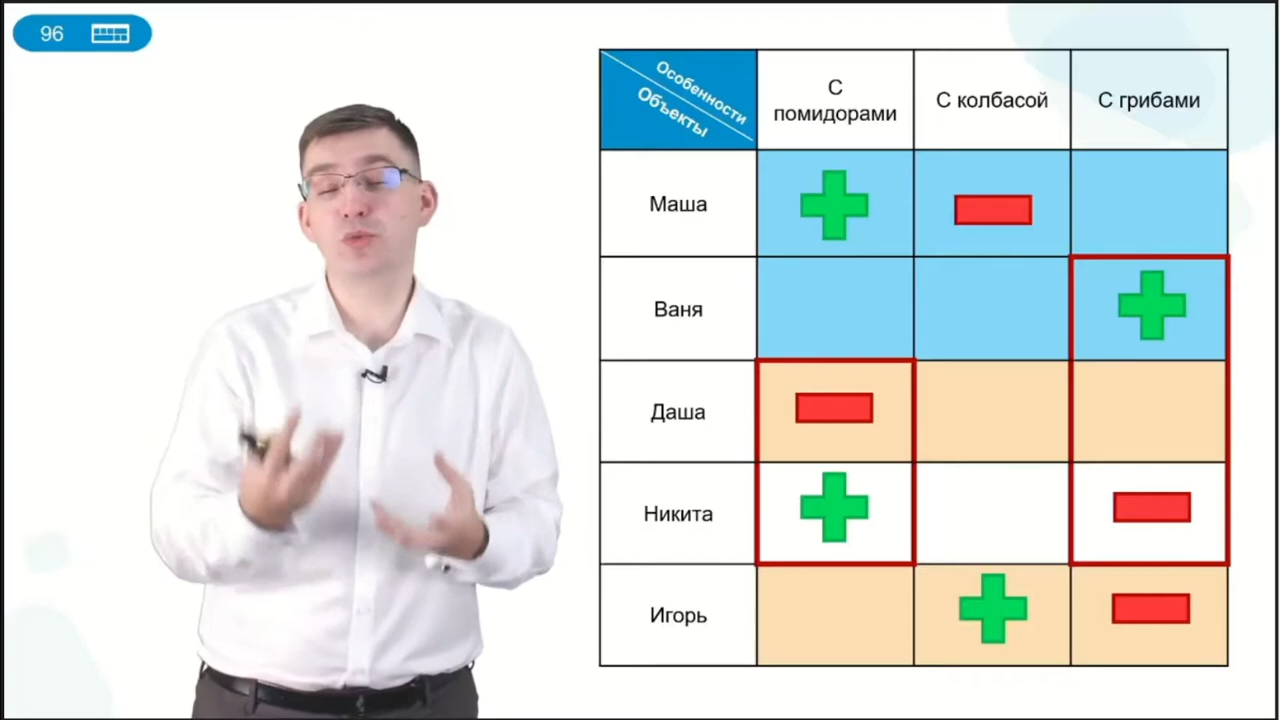 96
Особенности
Объекты
С
помидорами
С колбасой
С грибами
Маша
Ваня
Даша
Никита
Игорь